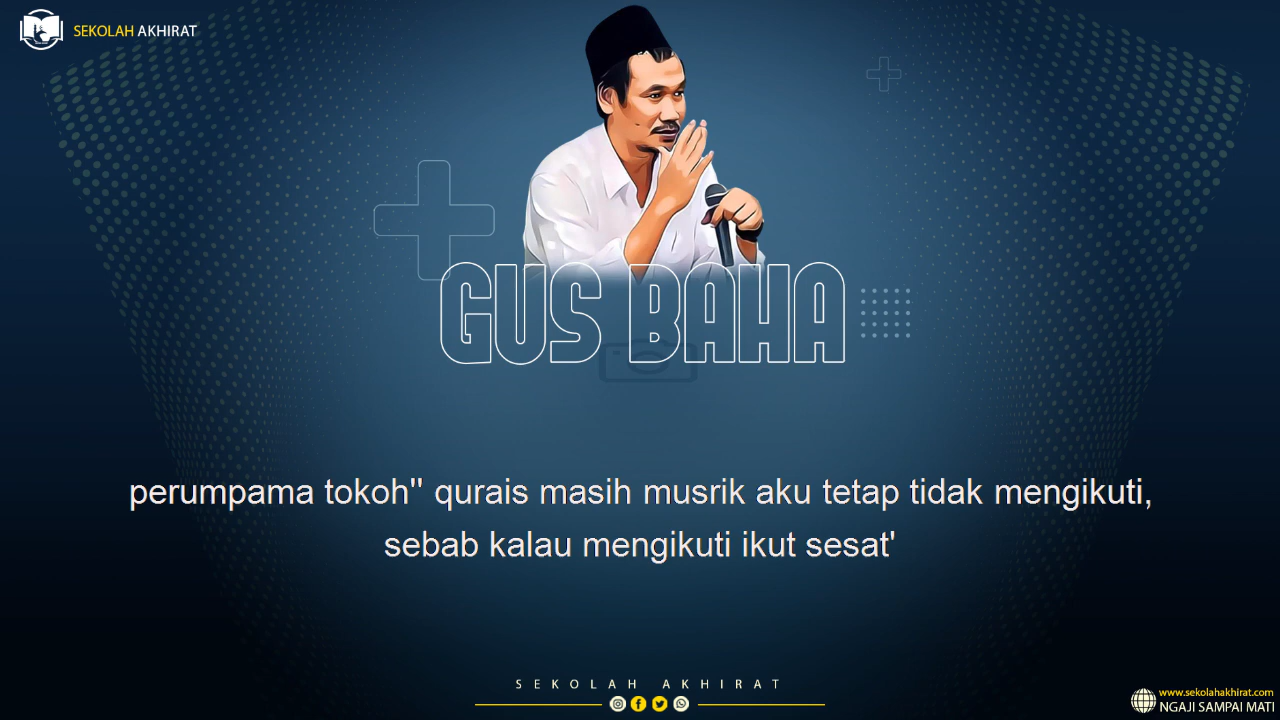 SEKOLAH AKHIRAT
GUS BAHA
perumpama tokoh" qurais masih musrik aku tetap tidak mengikuti,
sebab kalau mengikuti ikut sesat'
SEKOLAH AKHIRAT
www.sekolahakhirat.com
NGAJI SAMPAI MATI